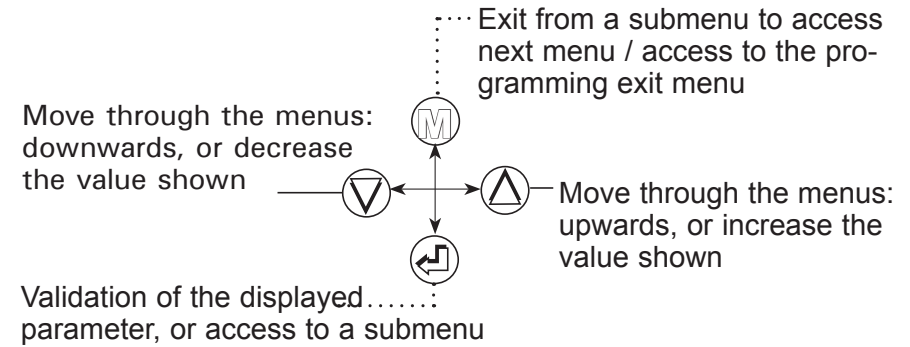 Exit from a submenu to access
next menu / access to the pro-
gramming exit menu
M
Move through the menus:
downwards, or decrease
the value shown
Move through the menus:
upwards, or increase the
value shown
Validation of the displayed
parameter, or access to a submenu